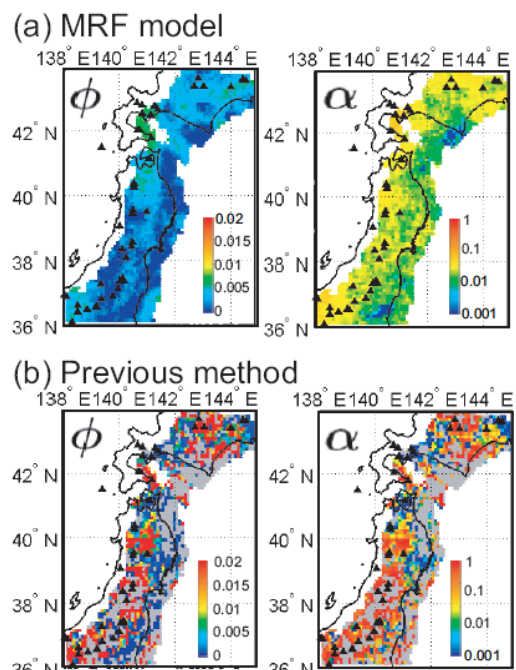 (a) MRF model
138° E140° E142° E144° E 138° E140° E142° E144° E
ϕ α
42° N 42° N
40° N 40° N
38° N 38° N
36° N 36° N
0.02
0.015
0.01
0.005
0
1
0.1
0.01
0.001
(b) Previous method
138° E140° E142° E144° E 138° E140° E142° E144° E
ϕ α
42° N 42° N
40° N 40° N
38° N 38° N
36° N 36° N
0.02
0.015
0.01
0.005
0
1
0.1
0.01
0.001